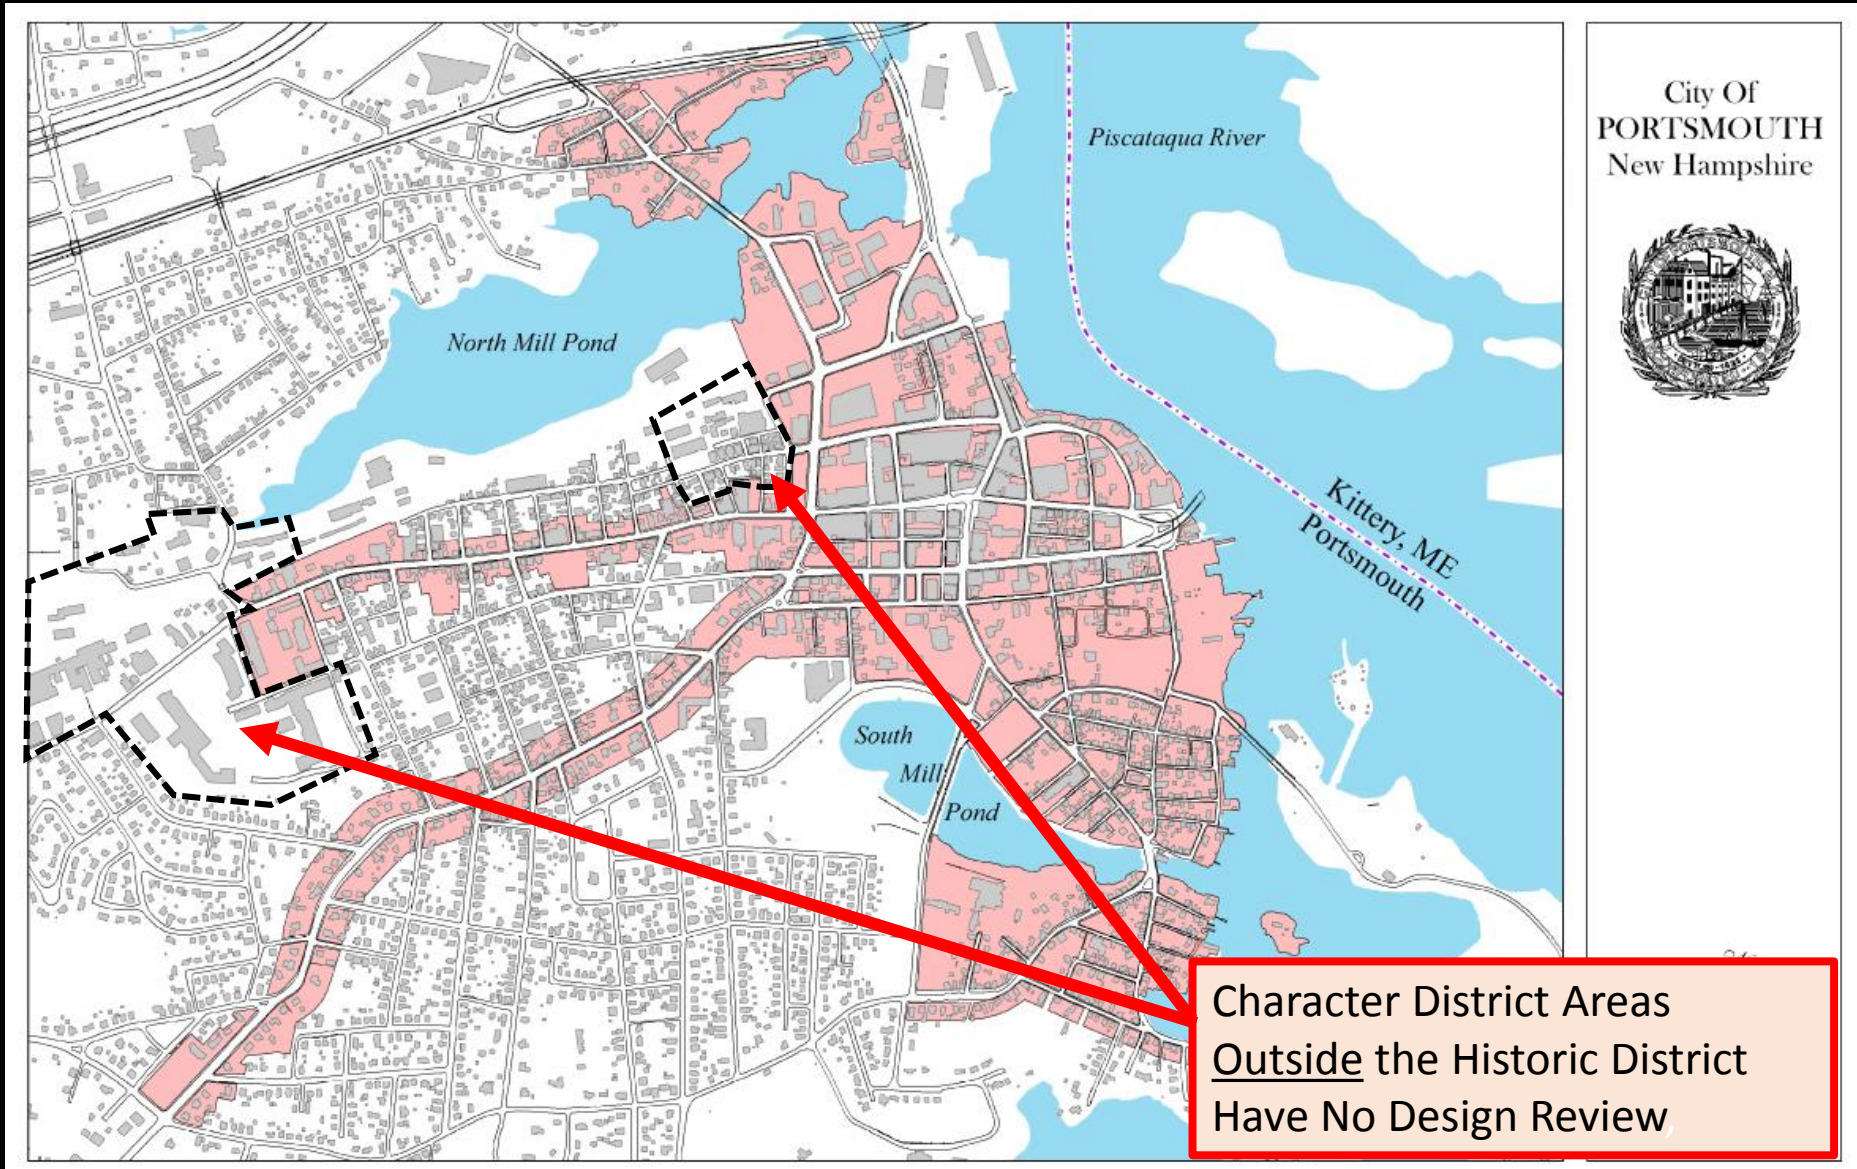 City Of
PORTSMOUTH
New Hampshire
Piscataqua River
North Mill Pond
Kittery, ME
Portsmouth
South
Mill
Pond
Character District Areas
Outside the Historic District
Have No Design Review,